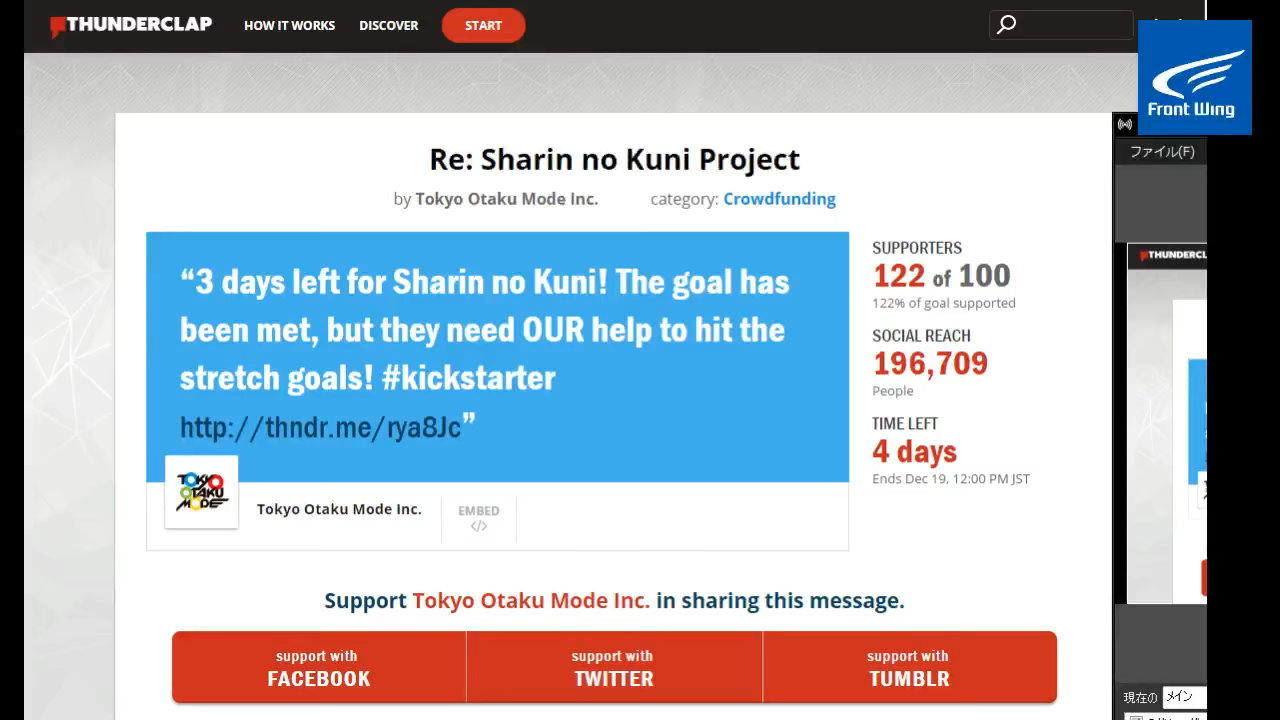 THUNDERCLAP
HOW IT WORKS
DISCOVER
START
Front Wing
ファイル(F)
Re: Sharin no Kuni Project
by Tokyo Otaku Mode Inc.
category: Crowdfunding
“3 days left for Sharin no Kuni! The goal has
been met, but they need OUR help to hit the
stretch goals! #kickstarter
http://thndr.me/rya8Jc”
SUPPORTERS
122 of 100
122% of goal supported
SOCIAL REACH
196,709
People
TIME LEFT
4 days
Ends Dec 19, 12:00 PM JST
THUNDERCL
TOKYO
OTAKU
MODE
Tokyo Otaku Mode Inc.
EMBED
</>
Support Tokyo Otaku Mode Inc. in sharing this message.
support with
FACEBOOK
support with
TWITTER
support with
TUMBLR
現在の
メイン